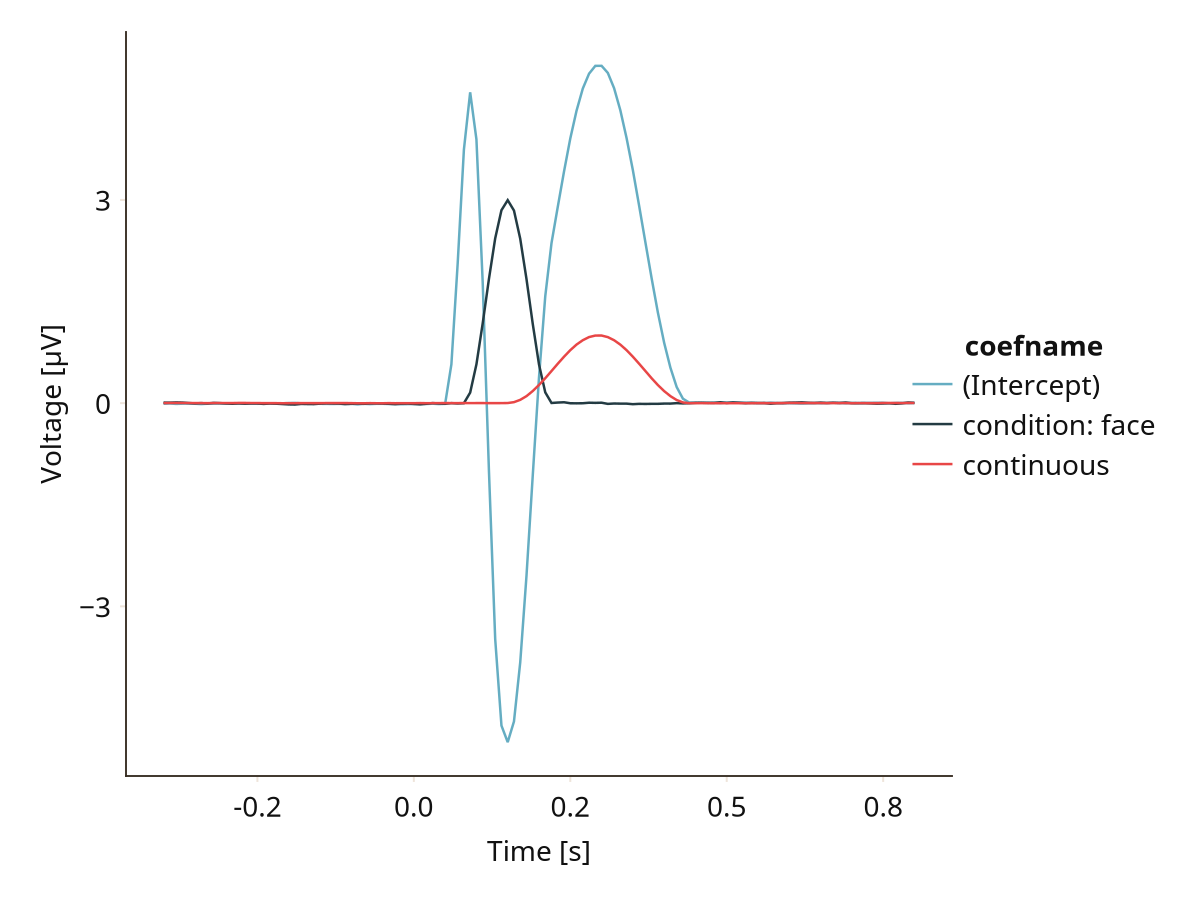 3
0
−3
Voltage [µV]
-0.2
0.0
0.2
0.5
0.8
Time [s]
coefname
(Intercept)
condition: face
continuous